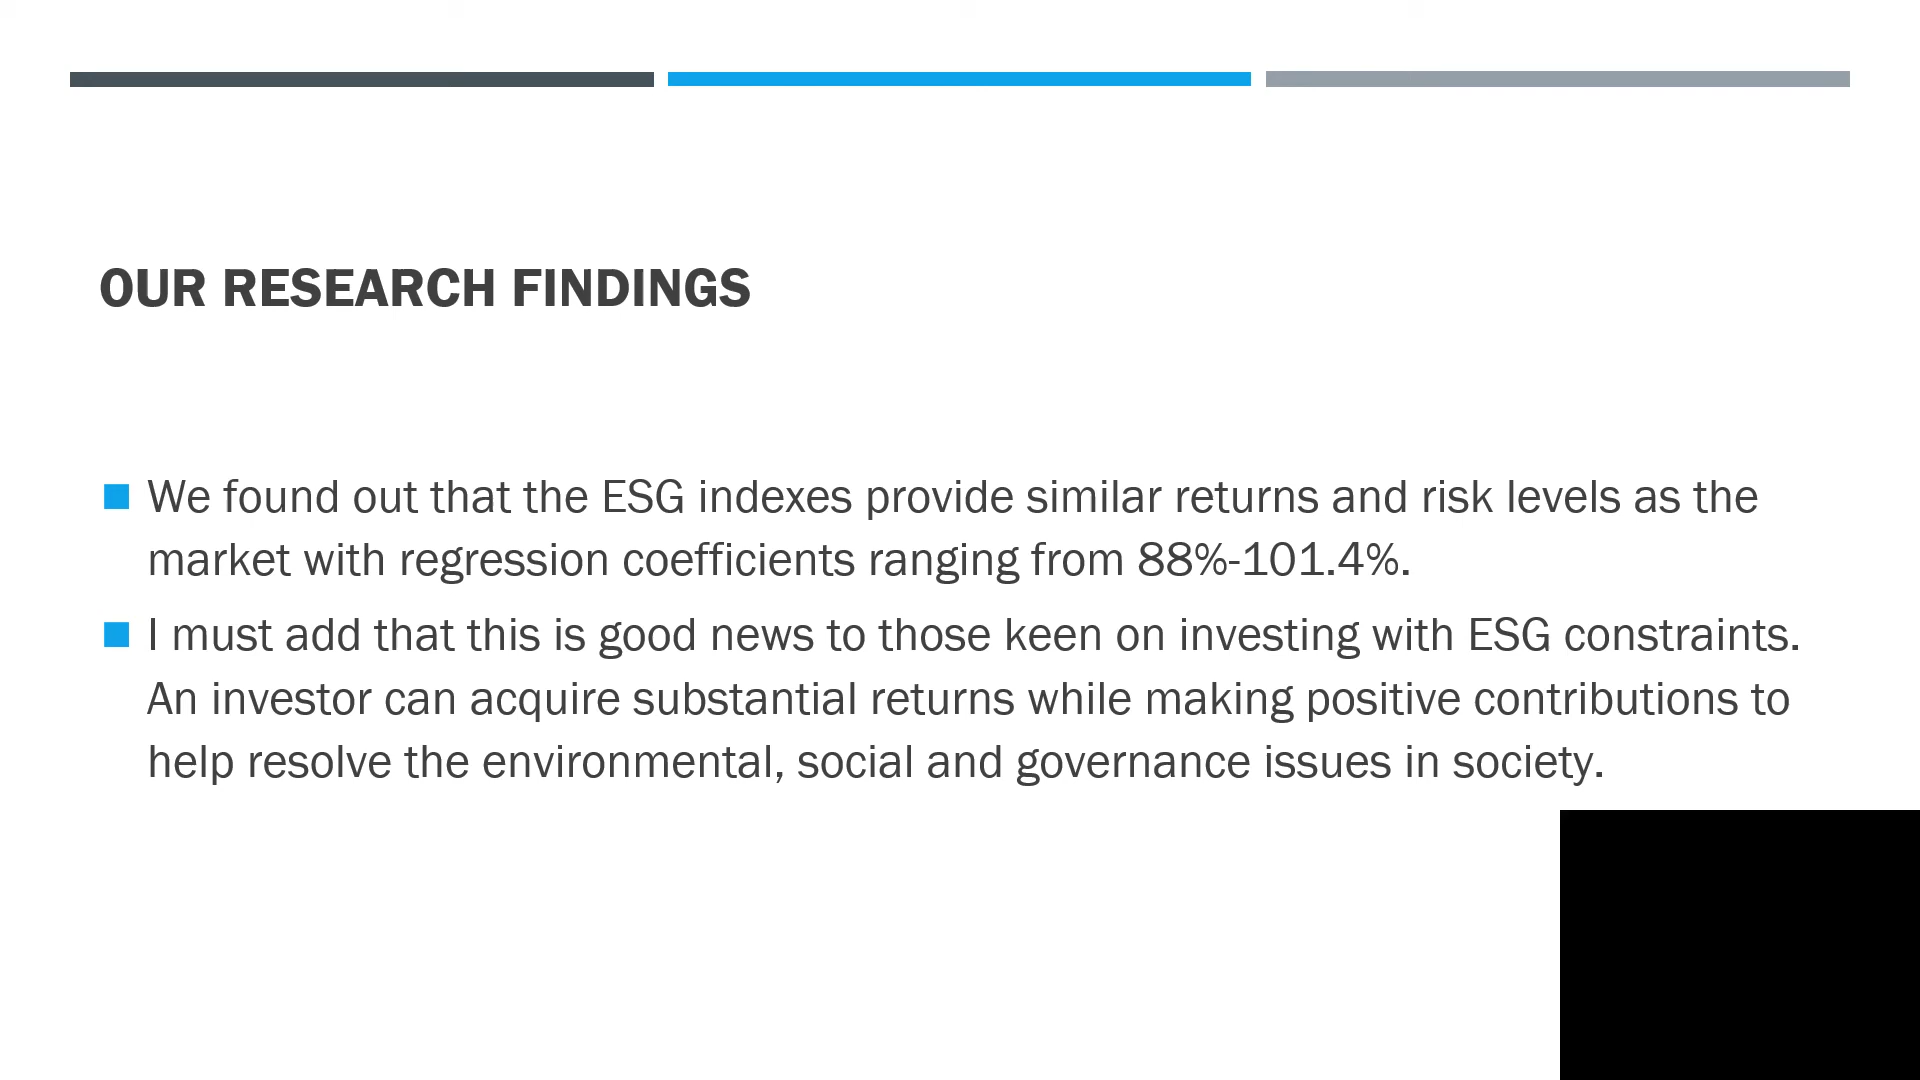 OUR RESEARCH FINDINGS
We found out that the ESG indexes provide similar returns and risk levels as the
market with regression coefficients ranging from 88%-101.4%.
I must add that this is good news to those keen on investing with ESG constraints.
An investor can acquire substantial returns while making positive contributions to
help resolve the environmental, social and governance issues in society.